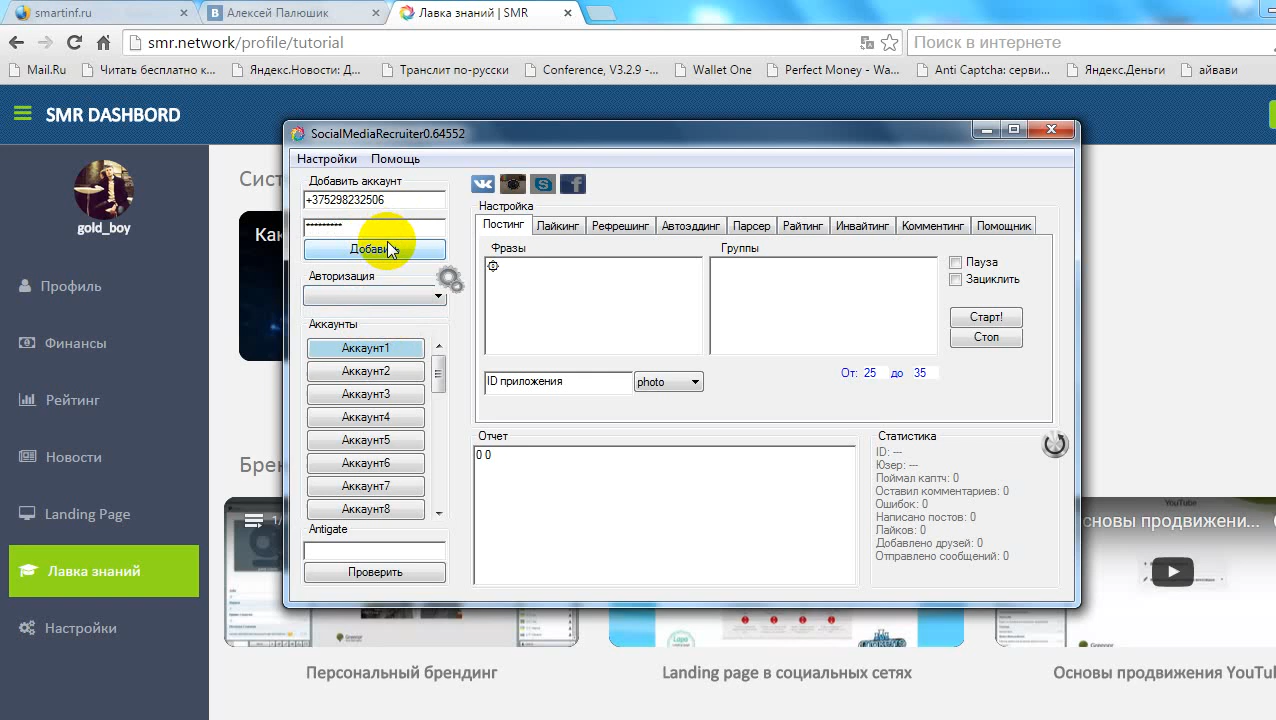 smartinf.ru
Алексей Палюшик
Лавка знаний | SMR
smr.network/profile/tutorial
Поиск в интернете
Mail.Ru
Читать бесплатно к...
Яндекс.Новости: Д...
Транслит по-русски
Conference, V3.2.9 -...
Wallet One
Perfect Money - Wa...
Anti Captcha: серви...
Яндекс.Деньги
айвави
SMR DASHBORD
gold_boy
Профиль
Финансы
Рейтинг
Новости
Landing Page
Лавка знаний
Настройки
SocialMediaRecruiter0.64552
Настройки Помощь
Добавить аккаунт
+375298232506
*********
Авторизация
Аккаунты
Аккаунт1
Аккаунт2
Аккаунт3
Аккаунт4
Аккаунт5
Аккаунт6
Аккаунт7
Аккаунт8
Antigate
Проверить
Настройка
Постинг Лайкинг Рефрешинг Автоэддинг Парсер Райтинг Инвайтинг Комментинг Помощник
Фразы
Группы
Пауза
Зациклить
Старт!
Стоп
ID приложения
photo
От: 25 до 35
Отчет
0 0
Статистика
ID: ---
Юзер: ---
Поймал каптч: 0
Оставил комментариев: 0
Ошибок: 0
Написано постов: 0
Лайков: 0
Добавлено друзей: 0
Отправлено сообщений: 0
YouTube
Персональный брендинг
Landing page в социальных сетях
Основы продвижения